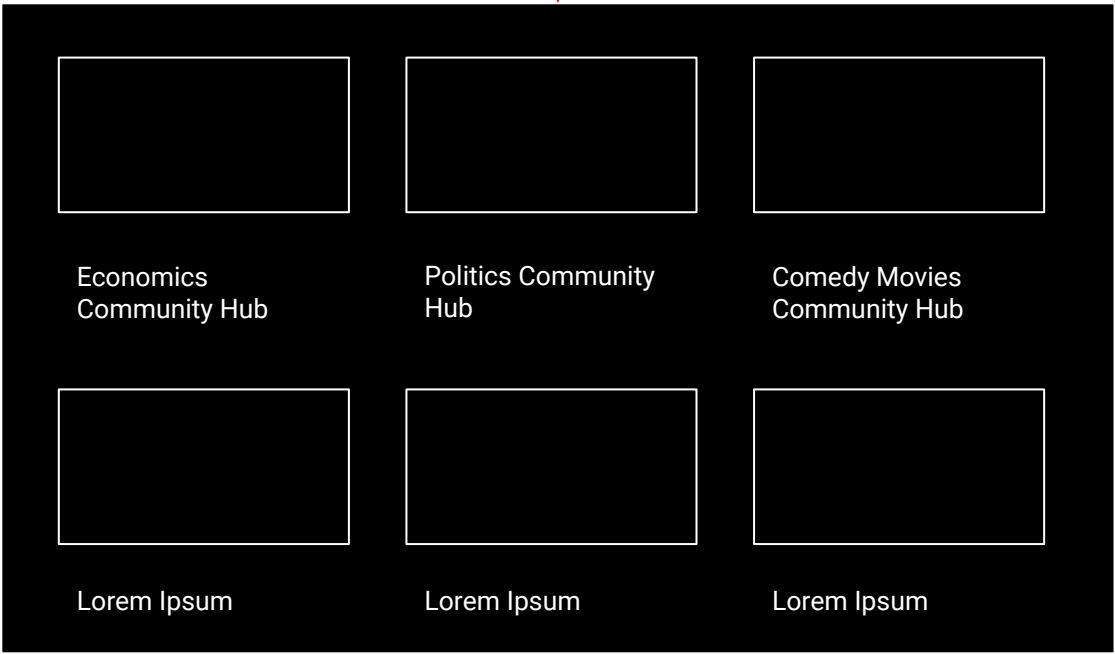 Economics
Community Hub
Politics Community
Hub
Comedy Movies
Community Hub
Lorem Ipsum
Lorem Ipsum
Lorem Ipsum